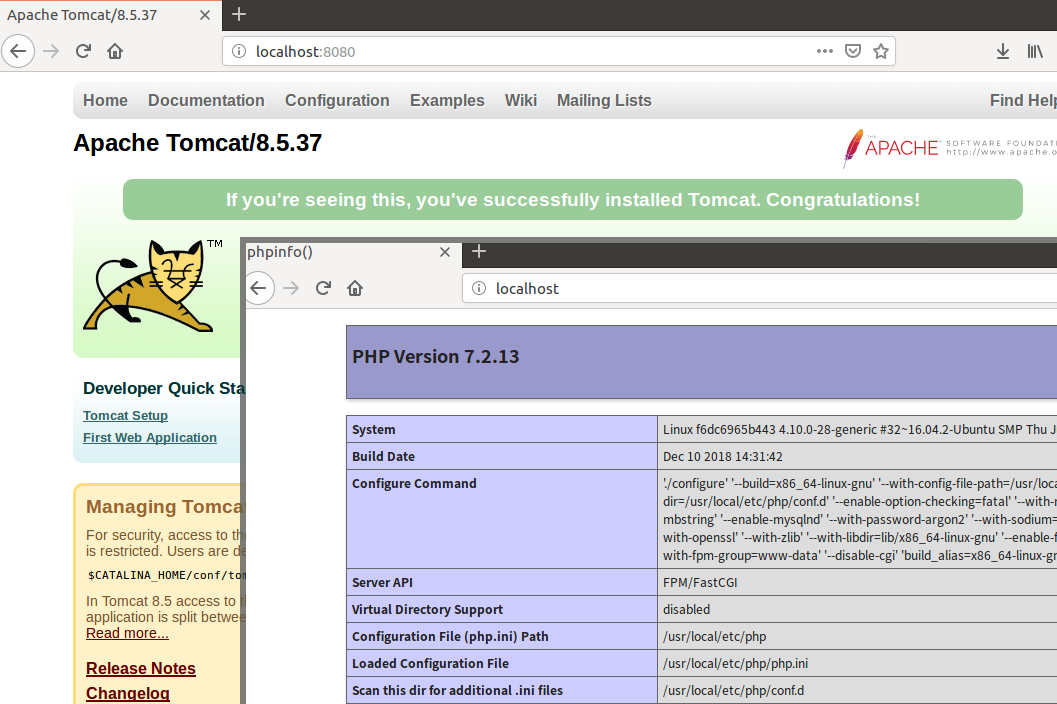 Apache Tomcat/8.5.37
localhost:8080
Home Documentation Configuration Examples Wiki Mailing Lists Find Help
Apache Tomcat/8.5.37
THE
APACHE SOFTWARE FOUNDAT
http://www.apache.o
If you're seeing this, you've successfully installed Tomcat. Congratulations!
TM
Developer Quick Sta
Tomcat Setup
First Web Application
Managing Tomca
For security, access to the
is restricted. Users are de
$CATALINA_HOME/conf/tom
In Tomcat 8.5 access to t
application is split betwee
Read more...
Release Notes
Changelog
phpinfo()
localhost
PHP Version 7.2.13
System Linux f6dc6965b443 4.10.0-28-generic #32~16.04.2-Ubuntu SMP Thu J
Build Date Dec 10 2018 14:31:42
Configure Command './configure' '--build=x86_64-linux-gnu' '--with-config-file-path=/usr/loca
dir=/usr/local/etc/php/conf.d' '--enable-option-checking=fatal' '--with-
mbstring' '--enable-mysqlnd' '--with-password-argon2' '--with-sodium=
with-openssl' '--with-zlib' '--with-libdir=lib/x86_64-linux-gnu' '--enable-f
with-fpm-group=www-data' '--disable-cgi' 'build_alias=x86_64-linux-gn
Server API FPM/FastCGI
Virtual Directory Support disabled
Configuration File (php.ini) Path /usr/local/etc/php
Loaded Configuration File /usr/local/etc/php/php.ini
Scan this dir for additional .ini files /usr/local/etc/php/conf.d